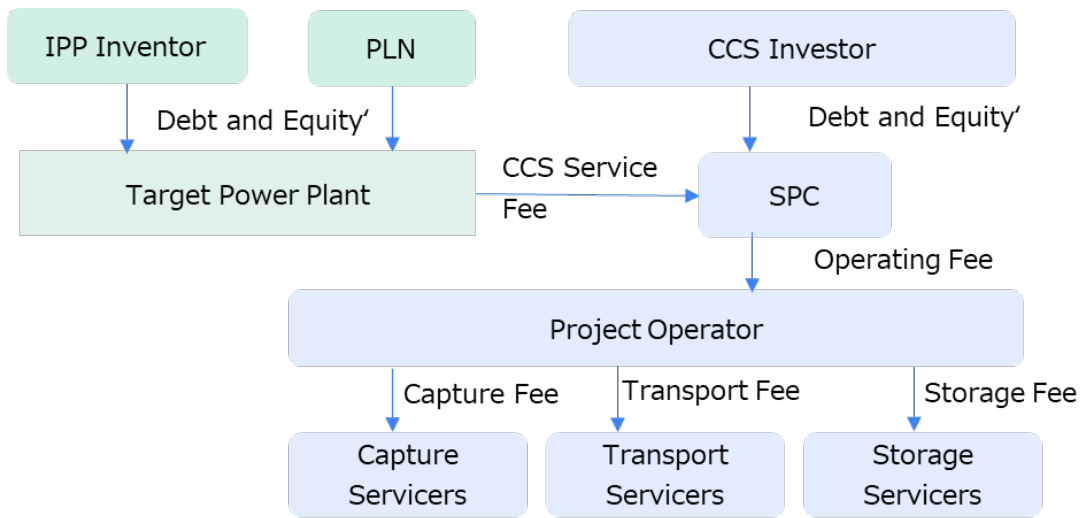 IPP Inventor
PLN
CCS Investor
Debt and Equity‘
Debt and Equity‘
Target Power Plant
CCS Service
Fee
SPC
Operating Fee
Project Operator
Capture Fee
Transport Fee
Storage Fee
Capture
Servicers
Transport
Servicers
Storage
Servicers